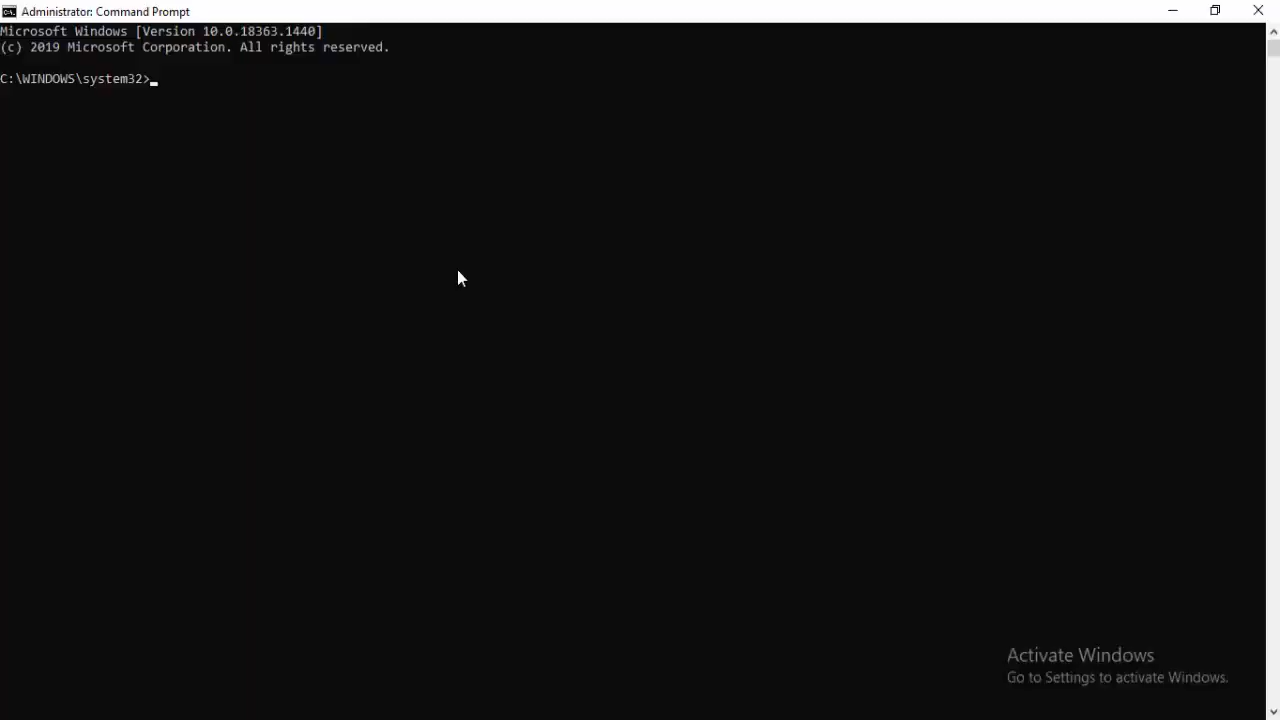 Administrator: Command Prompt
Microsoft Windows [Version 10.0.18363.1440]
(c) 2019 Microsoft Corporation. All rights reserved.
C:\WINDOWS\system32>
Activate Windows
Go to Settings to activate Windows.